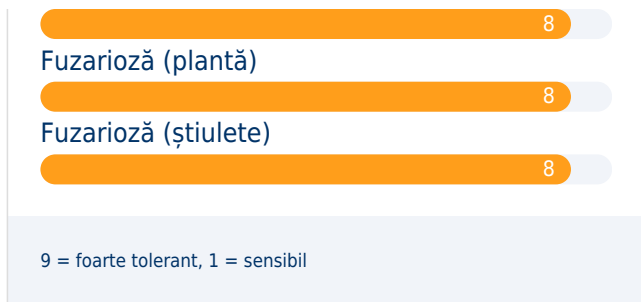 8
Fuzarioză (plantă)
8
Fuzarioză (știulete)
8
9 = foarte tolerant, 1 = sensibil